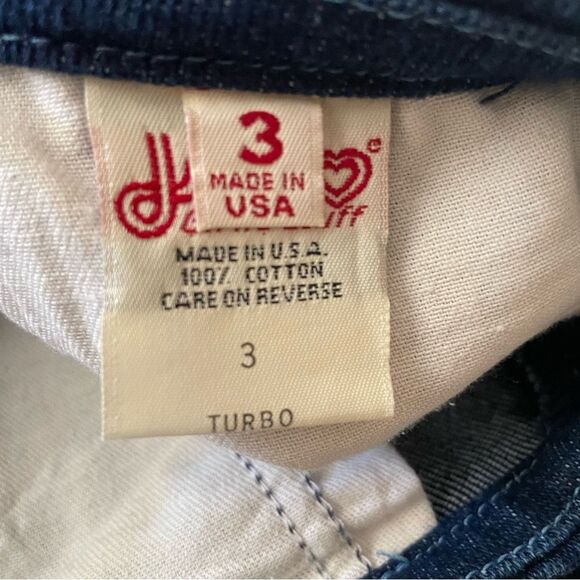 3
MADE IN
USA
®
MADE IN U.S.A.
100% COTTON
CARE ON REVERSE
3
TURBO